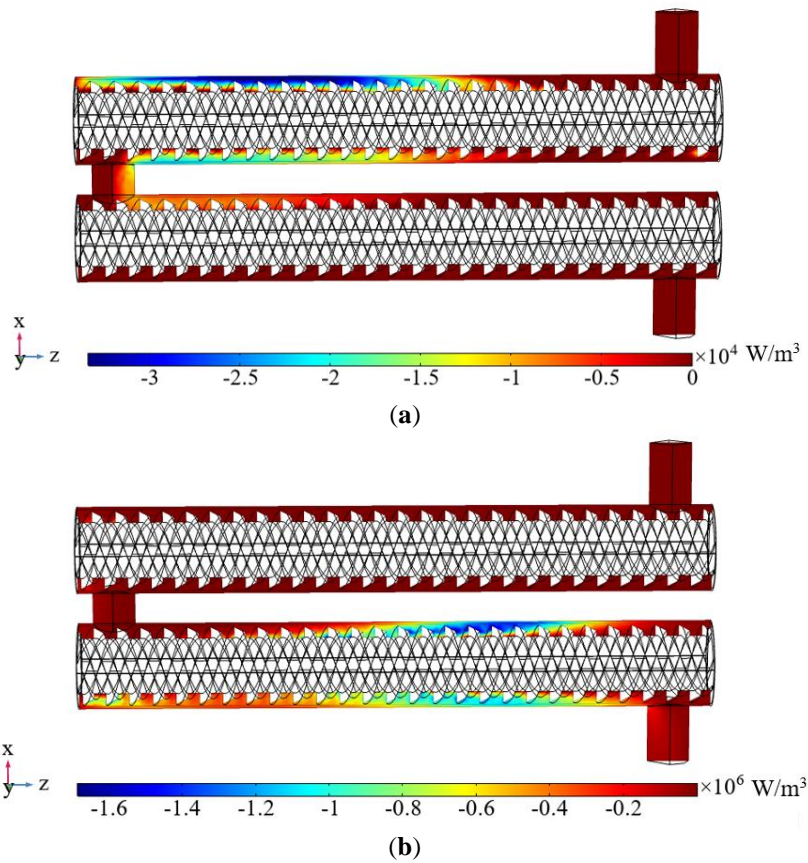 x
y z
-3 -2.5 -2 -1.5 -1 -0.5 0 ×10⁴ W/m³
(a)
x
y z
-1.6 -1.4 -1.2 -1 -0.8 -0.6 -0.4 -0.2 ×10⁶ W/m³
(b)